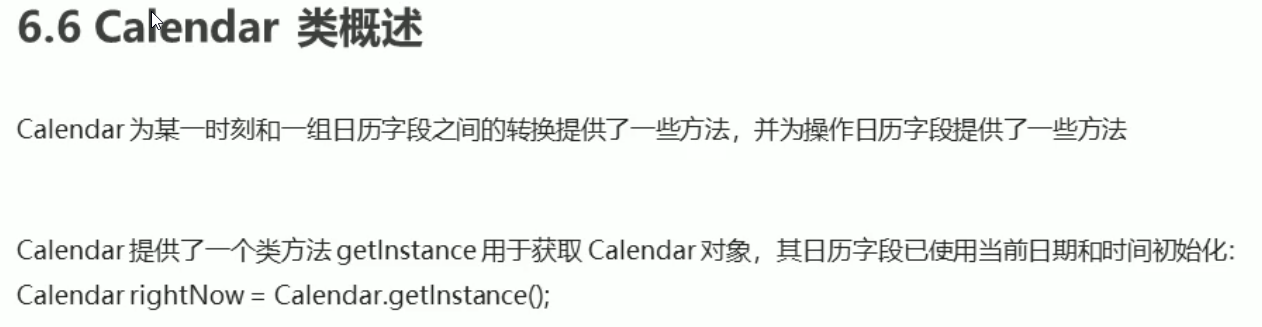 6.6 Calendar 类概述
Calendar 为某一时刻和一组日历字段之间的转换提供了一些方法，并为操作日历字段提供了一些方法
Calendar 提供了一个类方法 getInstance 用于获取 Calendar 对象，其日历字段已使用当前日期和时间初始化：
Calendar rightNow = Calendar.getInstance();